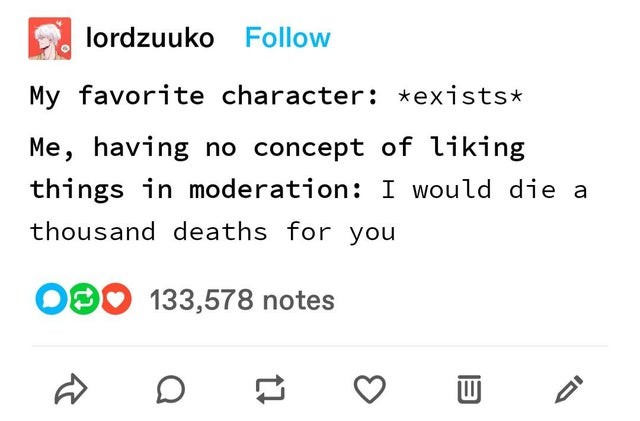 lordzuuko Follow
My favorite character: *exists*
Me, having no concept of liking
things in moderation: I would die a
thousand deaths for you
133,578 notes